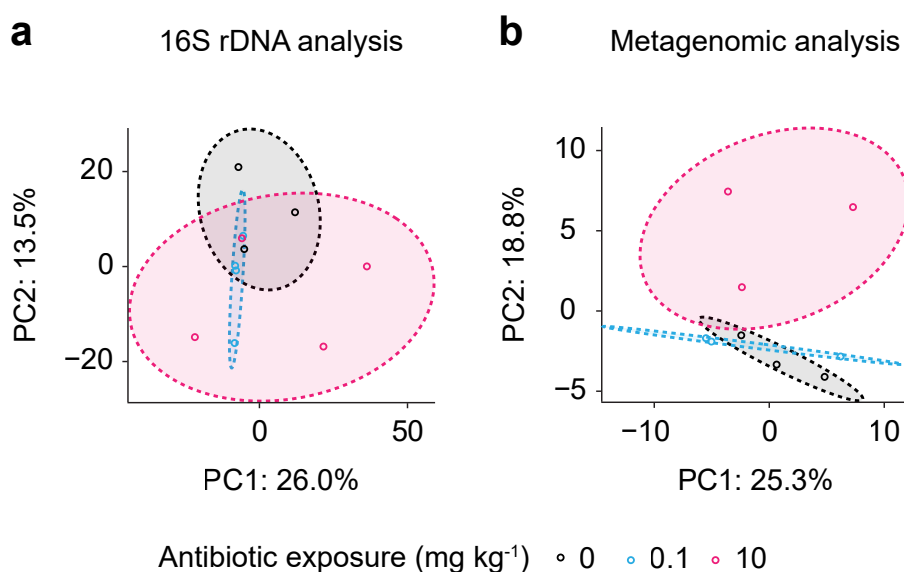 a
16S rDNA analysis
20
0
−20
PC2: 13.5%
0
50
PC1: 26.0%
b
Metagenomic analysis
10
5
0
−5
PC2: 18.8%
−10
0
10
PC1: 25.3%
Antibiotic exposure (mg kg⁻¹) 0 0.1 10